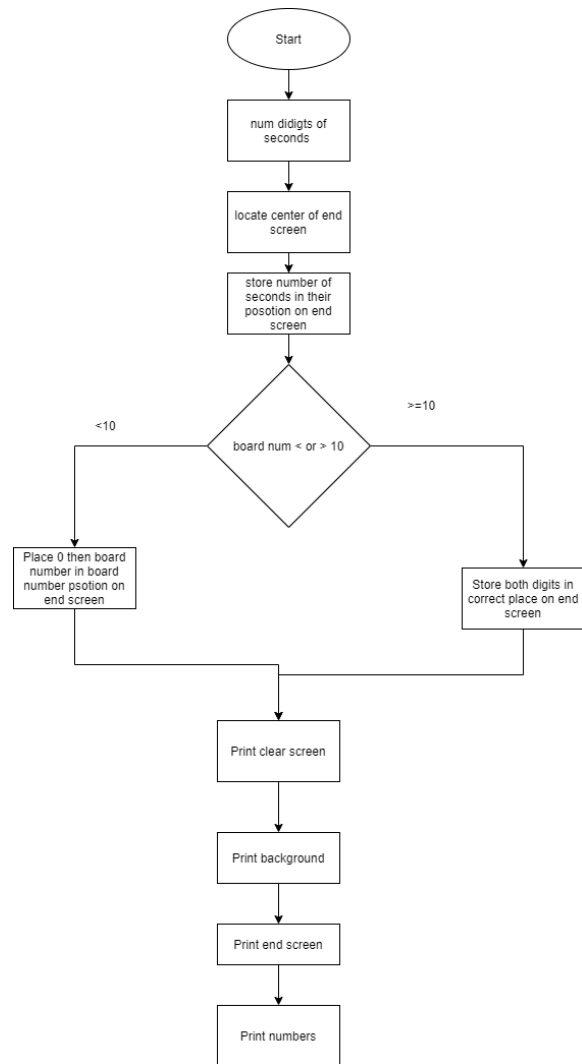 Start
num didigts of
seconds
locate center of end
screen
store number of
seconds in their
posotion on end
screen
<10
>=10
board num < or > 10
Place 0 then board
number in board
number psotion on
end screen
Store both digits in
correct place on end
screen
Print clear screen
Print background
Print end screen
Print numbers